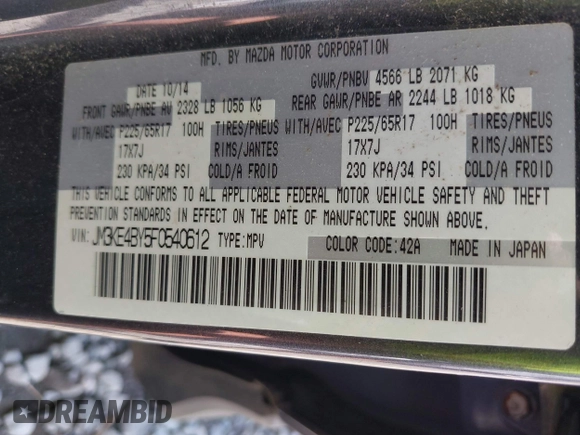 MFD. BY MAZDA MOTOR CORPORATION
DATE 10/14 GVWR/PNBV 4566 LB 2071 KG
FRONT GAWR/PNBE AV 2328 LB 1056 KG REAR GAWR/PNBE AR 2244 LB 1018 KG
WITH/AVEC P225/65R17 100H TIRES/PNEUS WITH/AVEC P225/65R17 100H TIRES/PNEUS
17X7J RIMS/JANTES 17X7J RIMS/JANTES
230 KPA/34 PSI COLD/A FROID 230 KPA/34 PSI COLD/A FROID
THIS VEHICLE CONFORMS TO ALL APPLICABLE FEDERAL MOTOR VEHICLE SAFETY AND THEFT
PREVENTION STANDARDS IN EFFECT ON THE DATE OF MANUFACTURE SHOWN ABOVE.
VIN: JM3KE4BY5F0540612 TYPE:MPV COLOR CODE:42A MADE IN JAPAN
DREAMBID